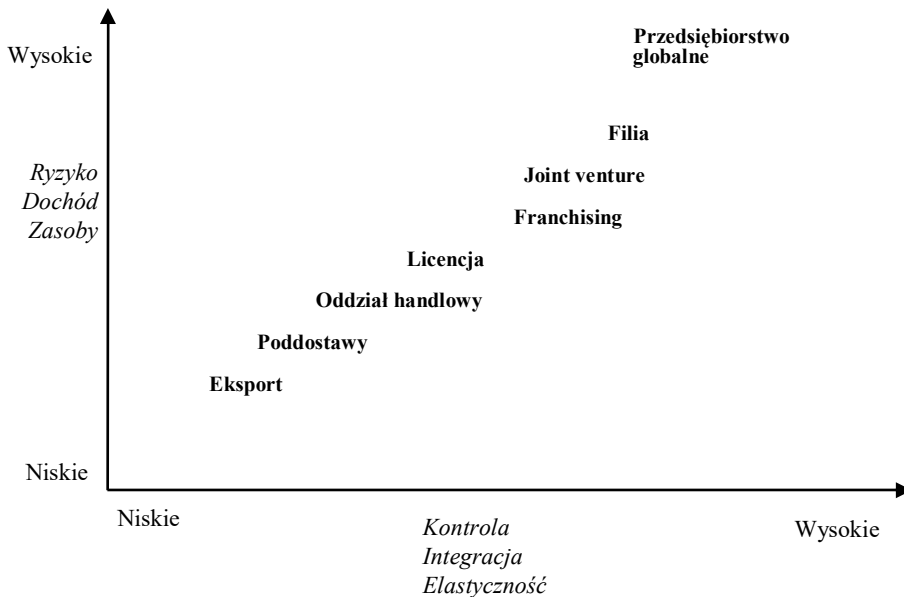 Przedsiębiorstwo
globalne
Wysokie
Filia
Ryzyko
Dochód
Zasoby
Joint venture
Franchising
Licencja
Oddział handlowy
Poddostawy
Eksport
Niskie
Niskie
Kontrola
Integracja
Elastyczność
Wysokie